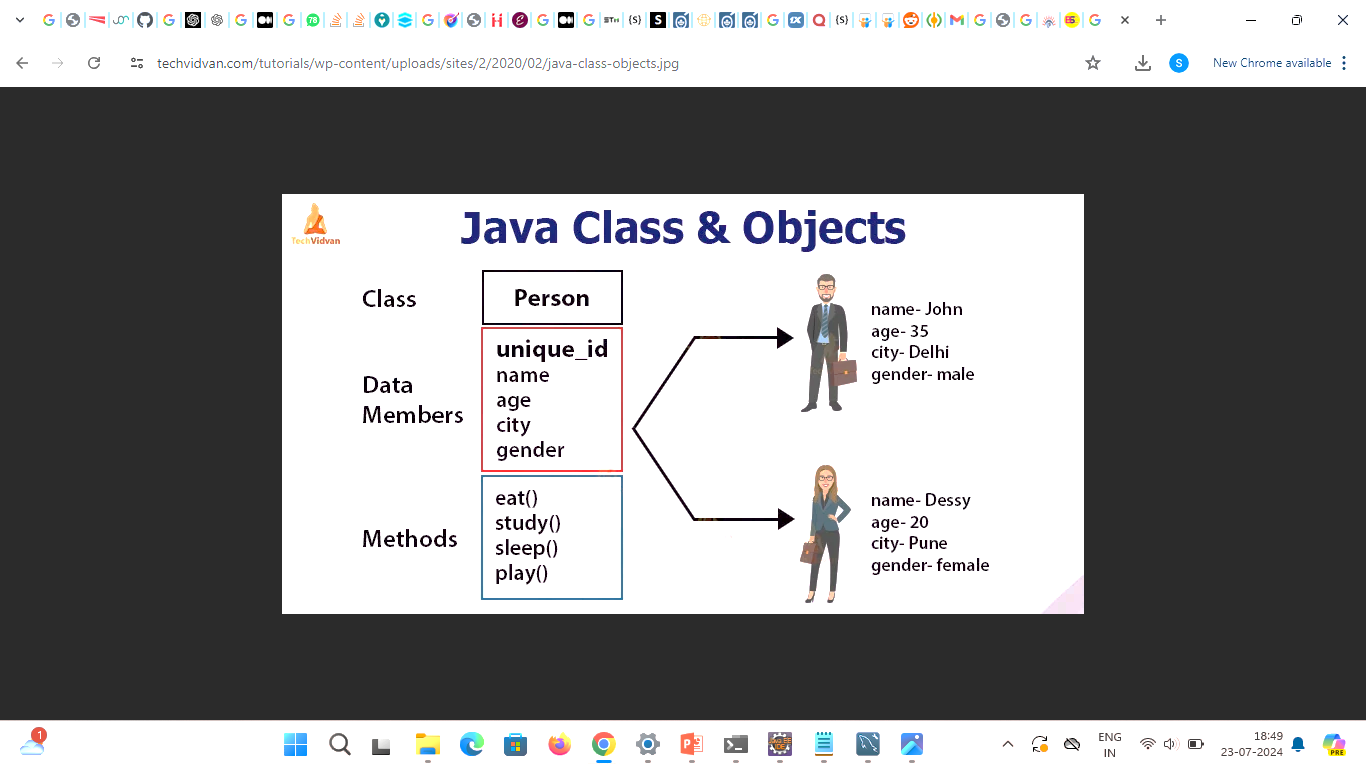 techvidvan.com/tutorials/wp-content/uploads/sites/2/2020/02/java-class-objects.jpg
S
New Chrome available
TechVidvan
Java Class & Objects
Class
Person
Data
Members
unique_id
name
age
city
gender
Methods
eat()
study()
sleep()
play()
name- John
age- 35
city- Delhi
gender- male
name- Dessy
age- 20
city- Pune
gender- female
1
ENG
IN
18:49
23-07-2024
PRE